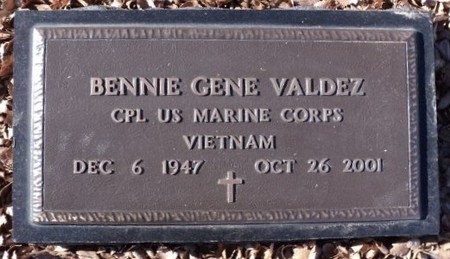 BENNIE GENE VALDEZ
CPL US MARINE CORPS
VIETNAM
DEC 6 1947 OCT 26 2001